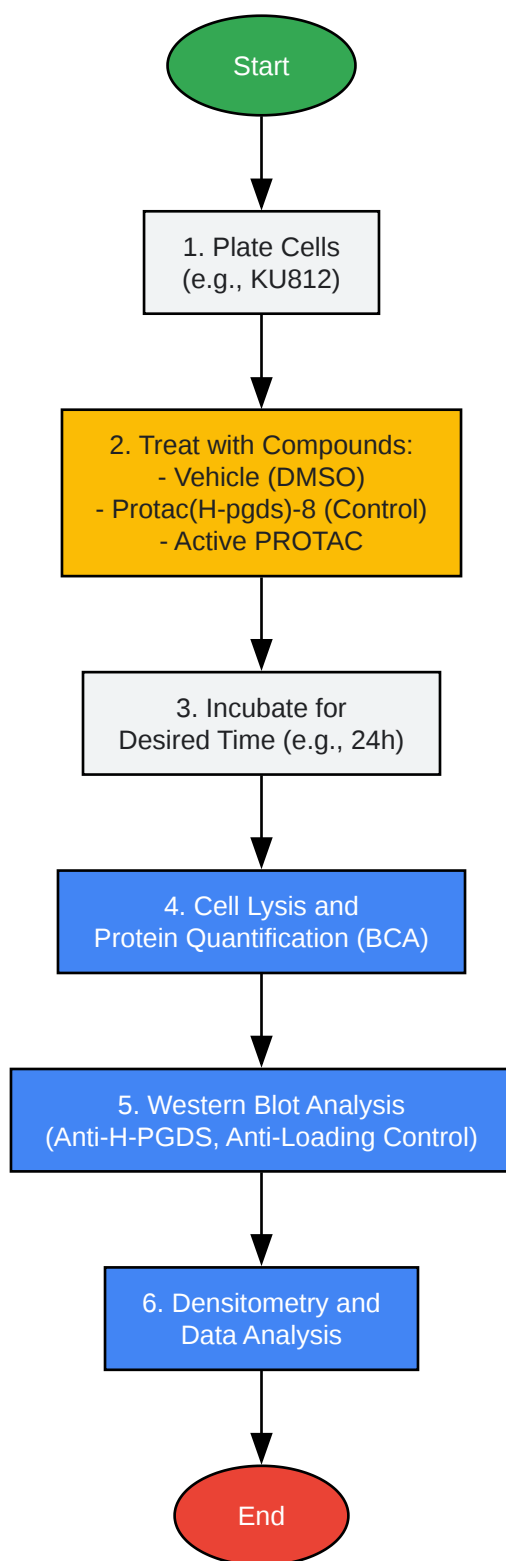 Start
1. Plate Cells
(e.g., KU812)
2. Treat with Compounds:
- Vehicle (DMSO)
- Protac(H-pgds)-8 (Control)
- Active PROTAC
3. Incubate for
Desired Time (e.g., 24h)
4. Cell Lysis and
Protein Quantification (BCA)
5. Western Blot Analysis
(Anti-H-PGDS, Anti-Loading Control)
6. Densitometry and
Data Analysis
End